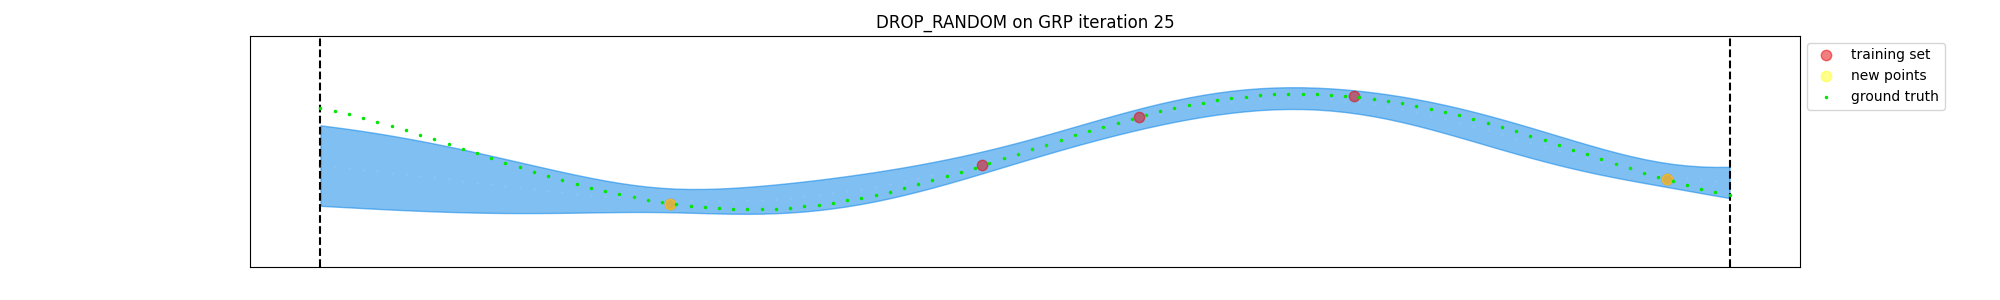 DROP_RANDOM on GRP iteration 25
training set
new points
ground truth